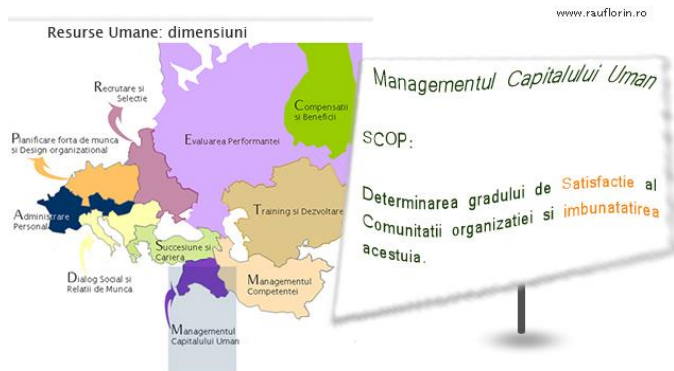 www.rauflorin.ro
Resurse Umane: dimensiuni
Recrutare si
Selectie
Compensatii
si Beneficii
Planificare forta de munca
si Design organizational
Evaluarea Performantei
Administrare
Personal
Training si Dezvoltare
Succesiune si
Cariera
Dialog Social si
Relatii de Munca.
Managementul
Competentei
Managementul
Capitalului Uman
Managementul Capitalului Uman
SCOP:
Determinarea gradului de Satisfactie al
Comunitatii organizatiei si imbunatatirea
acestuia.